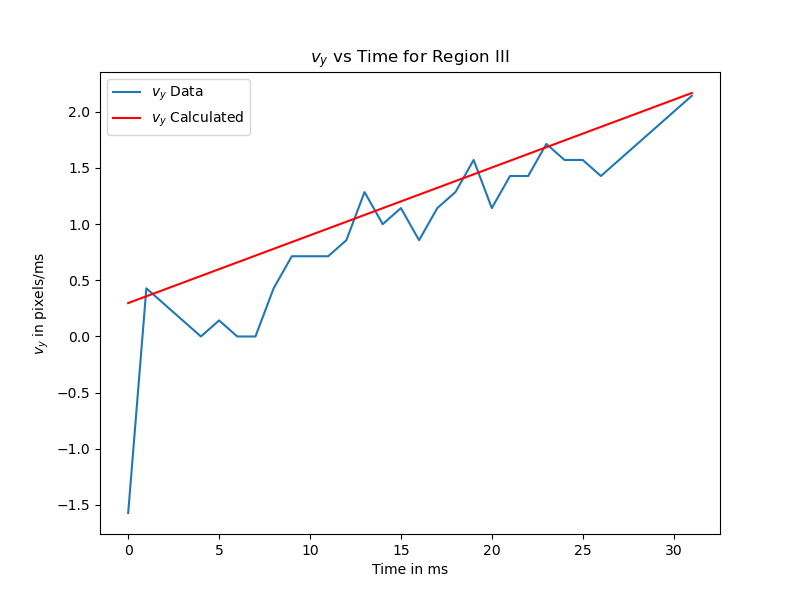 v_y vs Time for Region III
v_y Data
v_y Calculated
2.0
1.5
1.0
0.5
0.0
−0.5
−1.0
−1.5
v_y in pixels/ms
0 5 10 15 20 25 30
Time in ms